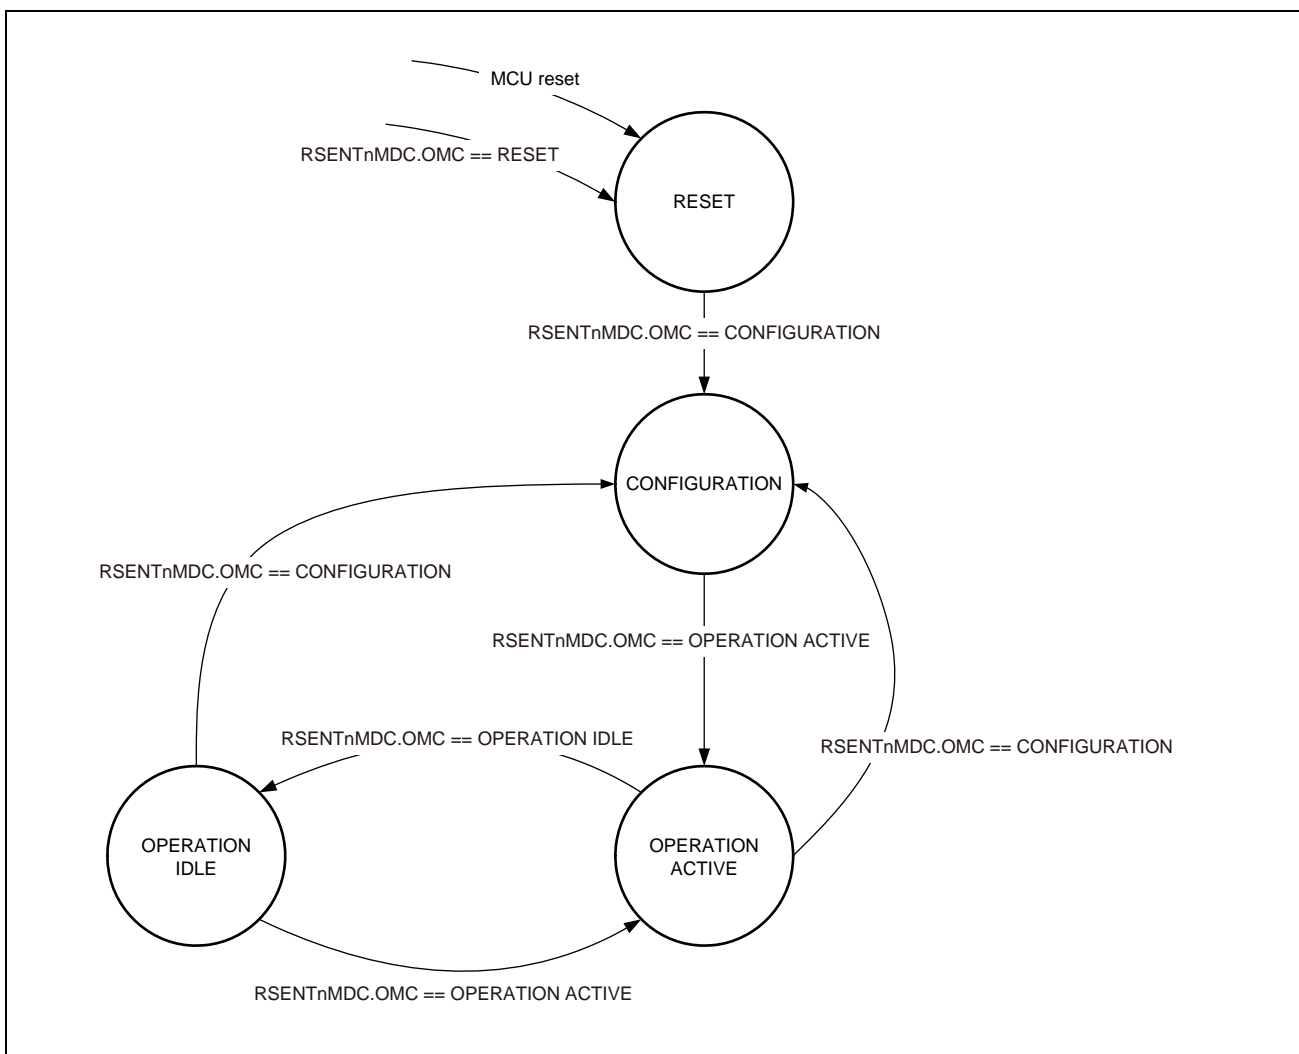 MCU reset
RSENTnMDC.OMC == RESET
RESET
RSENTnMDC.OMC == CONFIGURATION
CONFIGURATION
RSENTnMDC.OMC == CONFIGURATION
RSENTnMDC.OMC == OPERATION ACTIVE
RSENTnMDC.OMC == OPERATION IDLE
RSENTnMDC.OMC == CONFIGURATION
OPERATION
IDLE
OPERATION
ACTIVE
RSENTnMDC.OMC == OPERATION ACTIVE